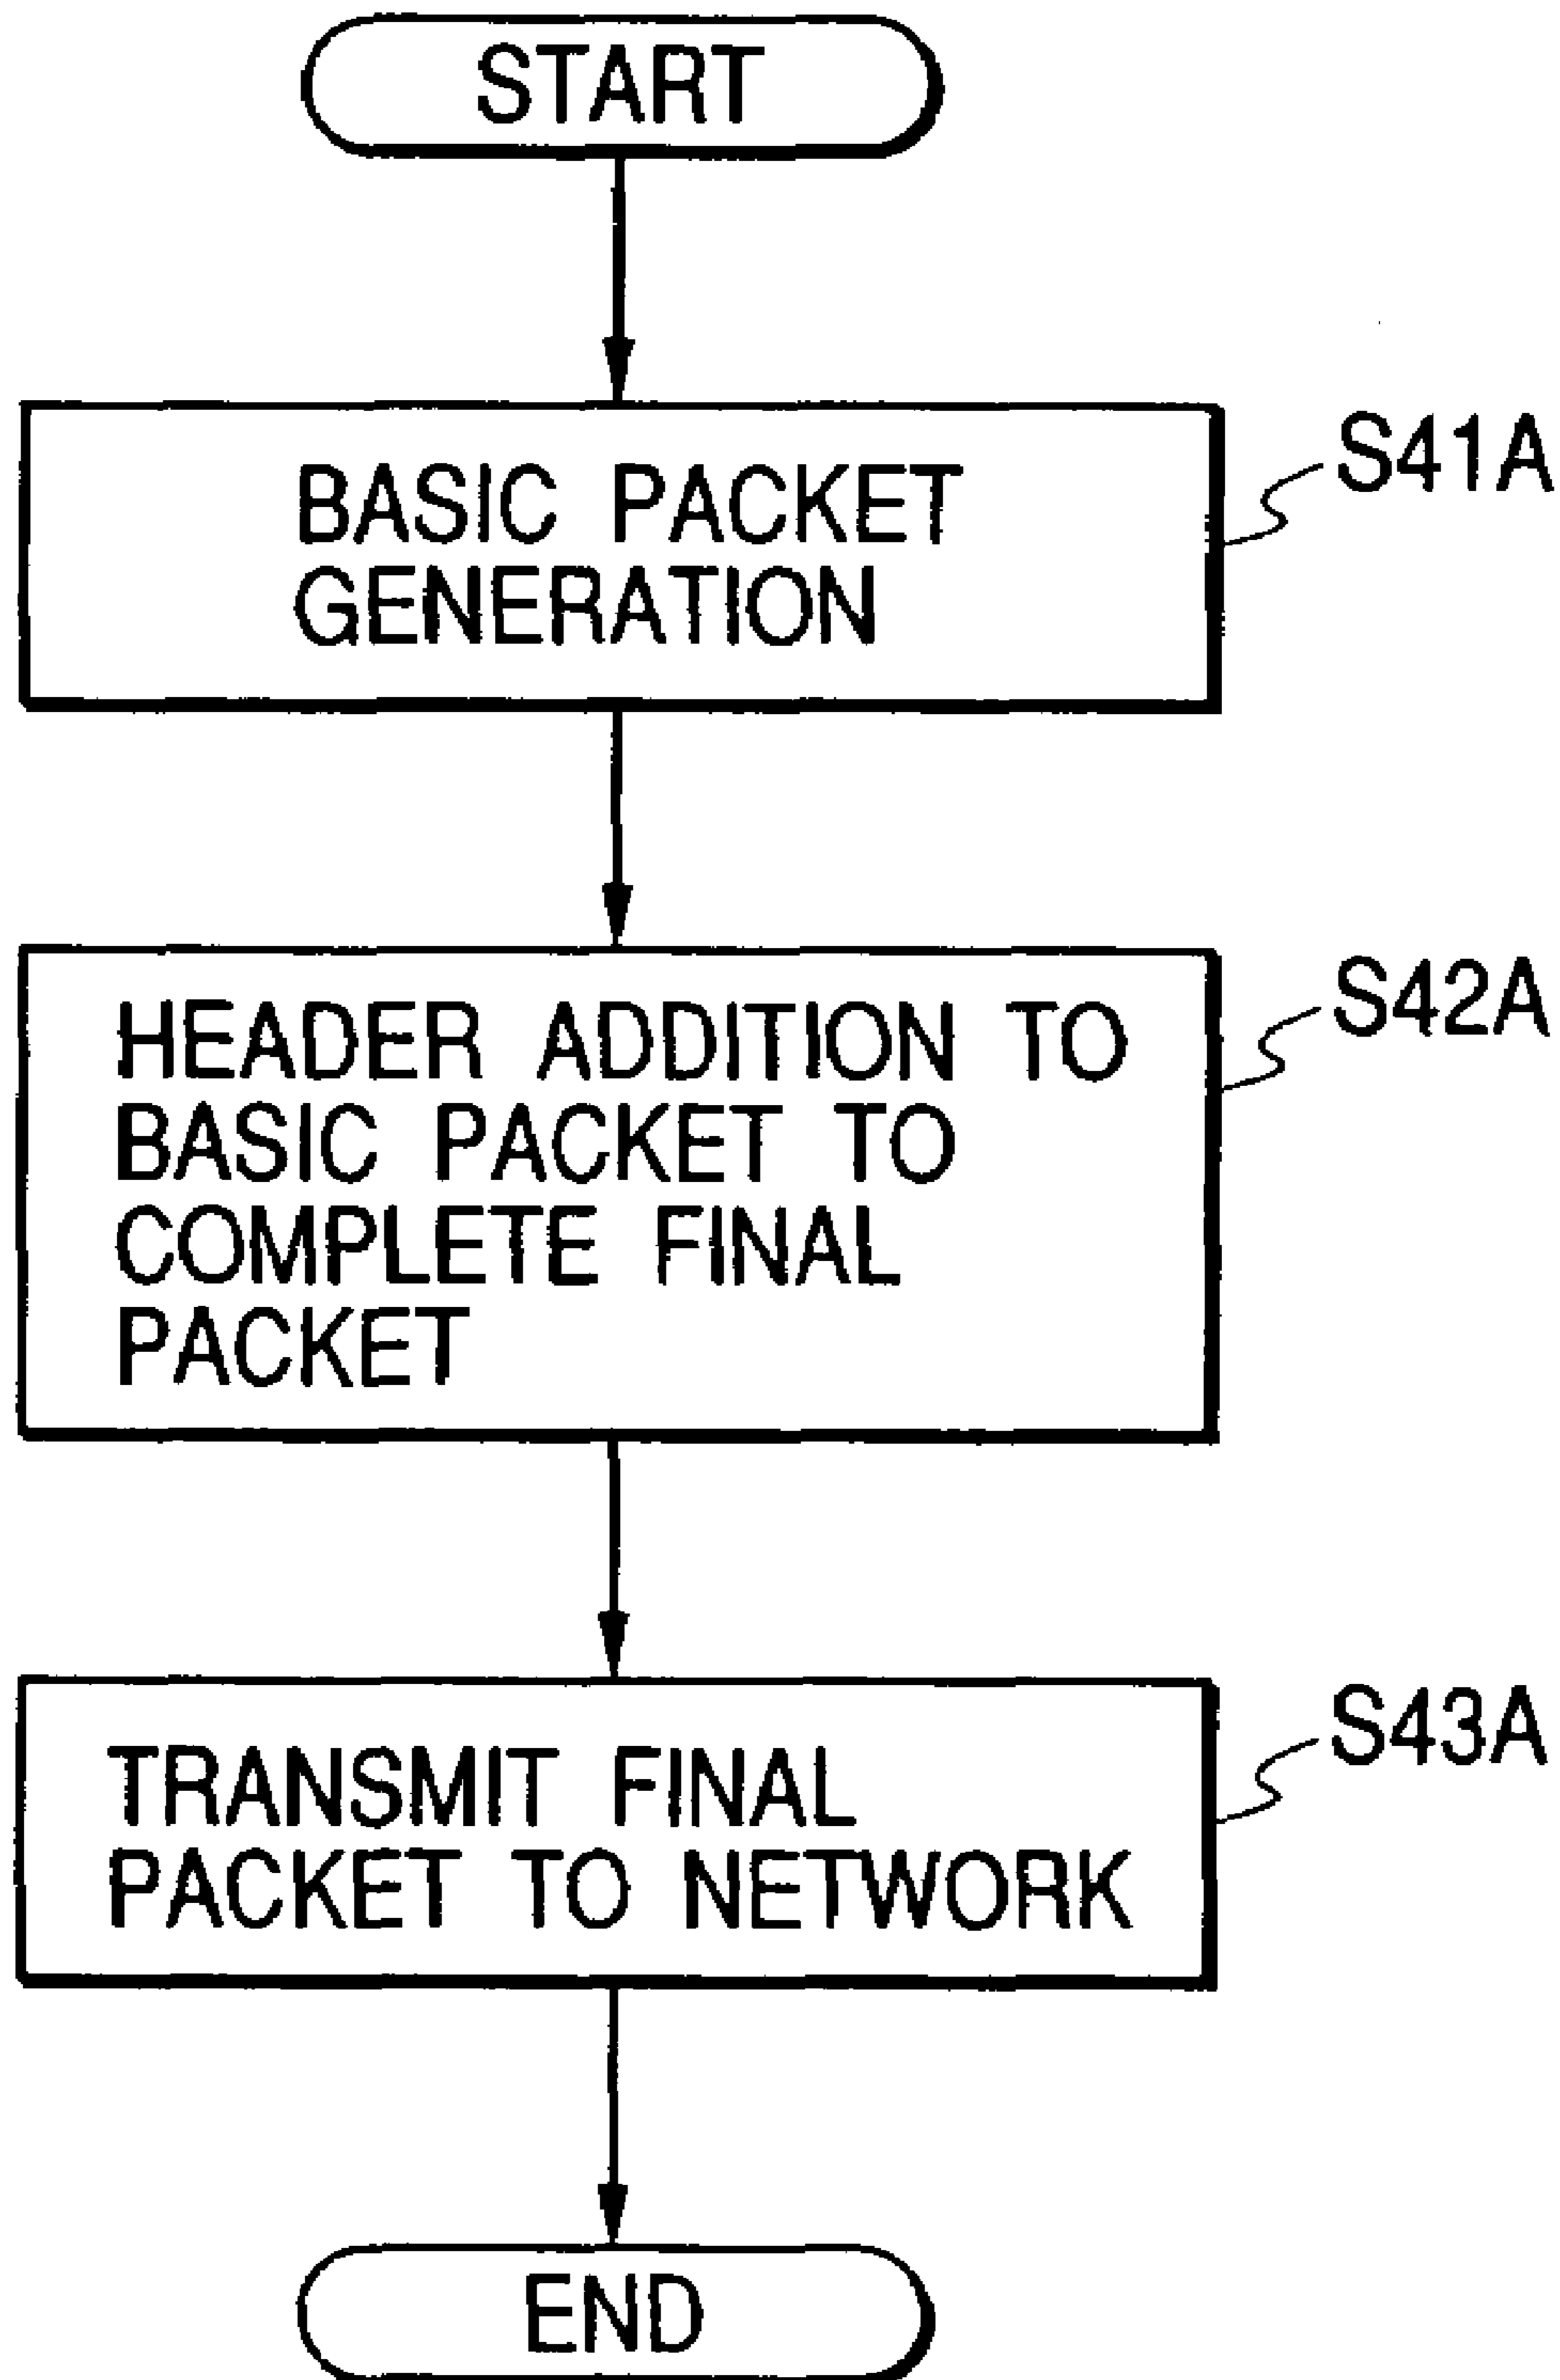 START
BASIC PACKET
GENERATION
S41A
HEADER ADDITION TO
BASIC PACKET TO
COMPLETE FINAL
PACKET
S42A
TRANSMIT FINAL
PACKET TO NETWORK
S43A
END